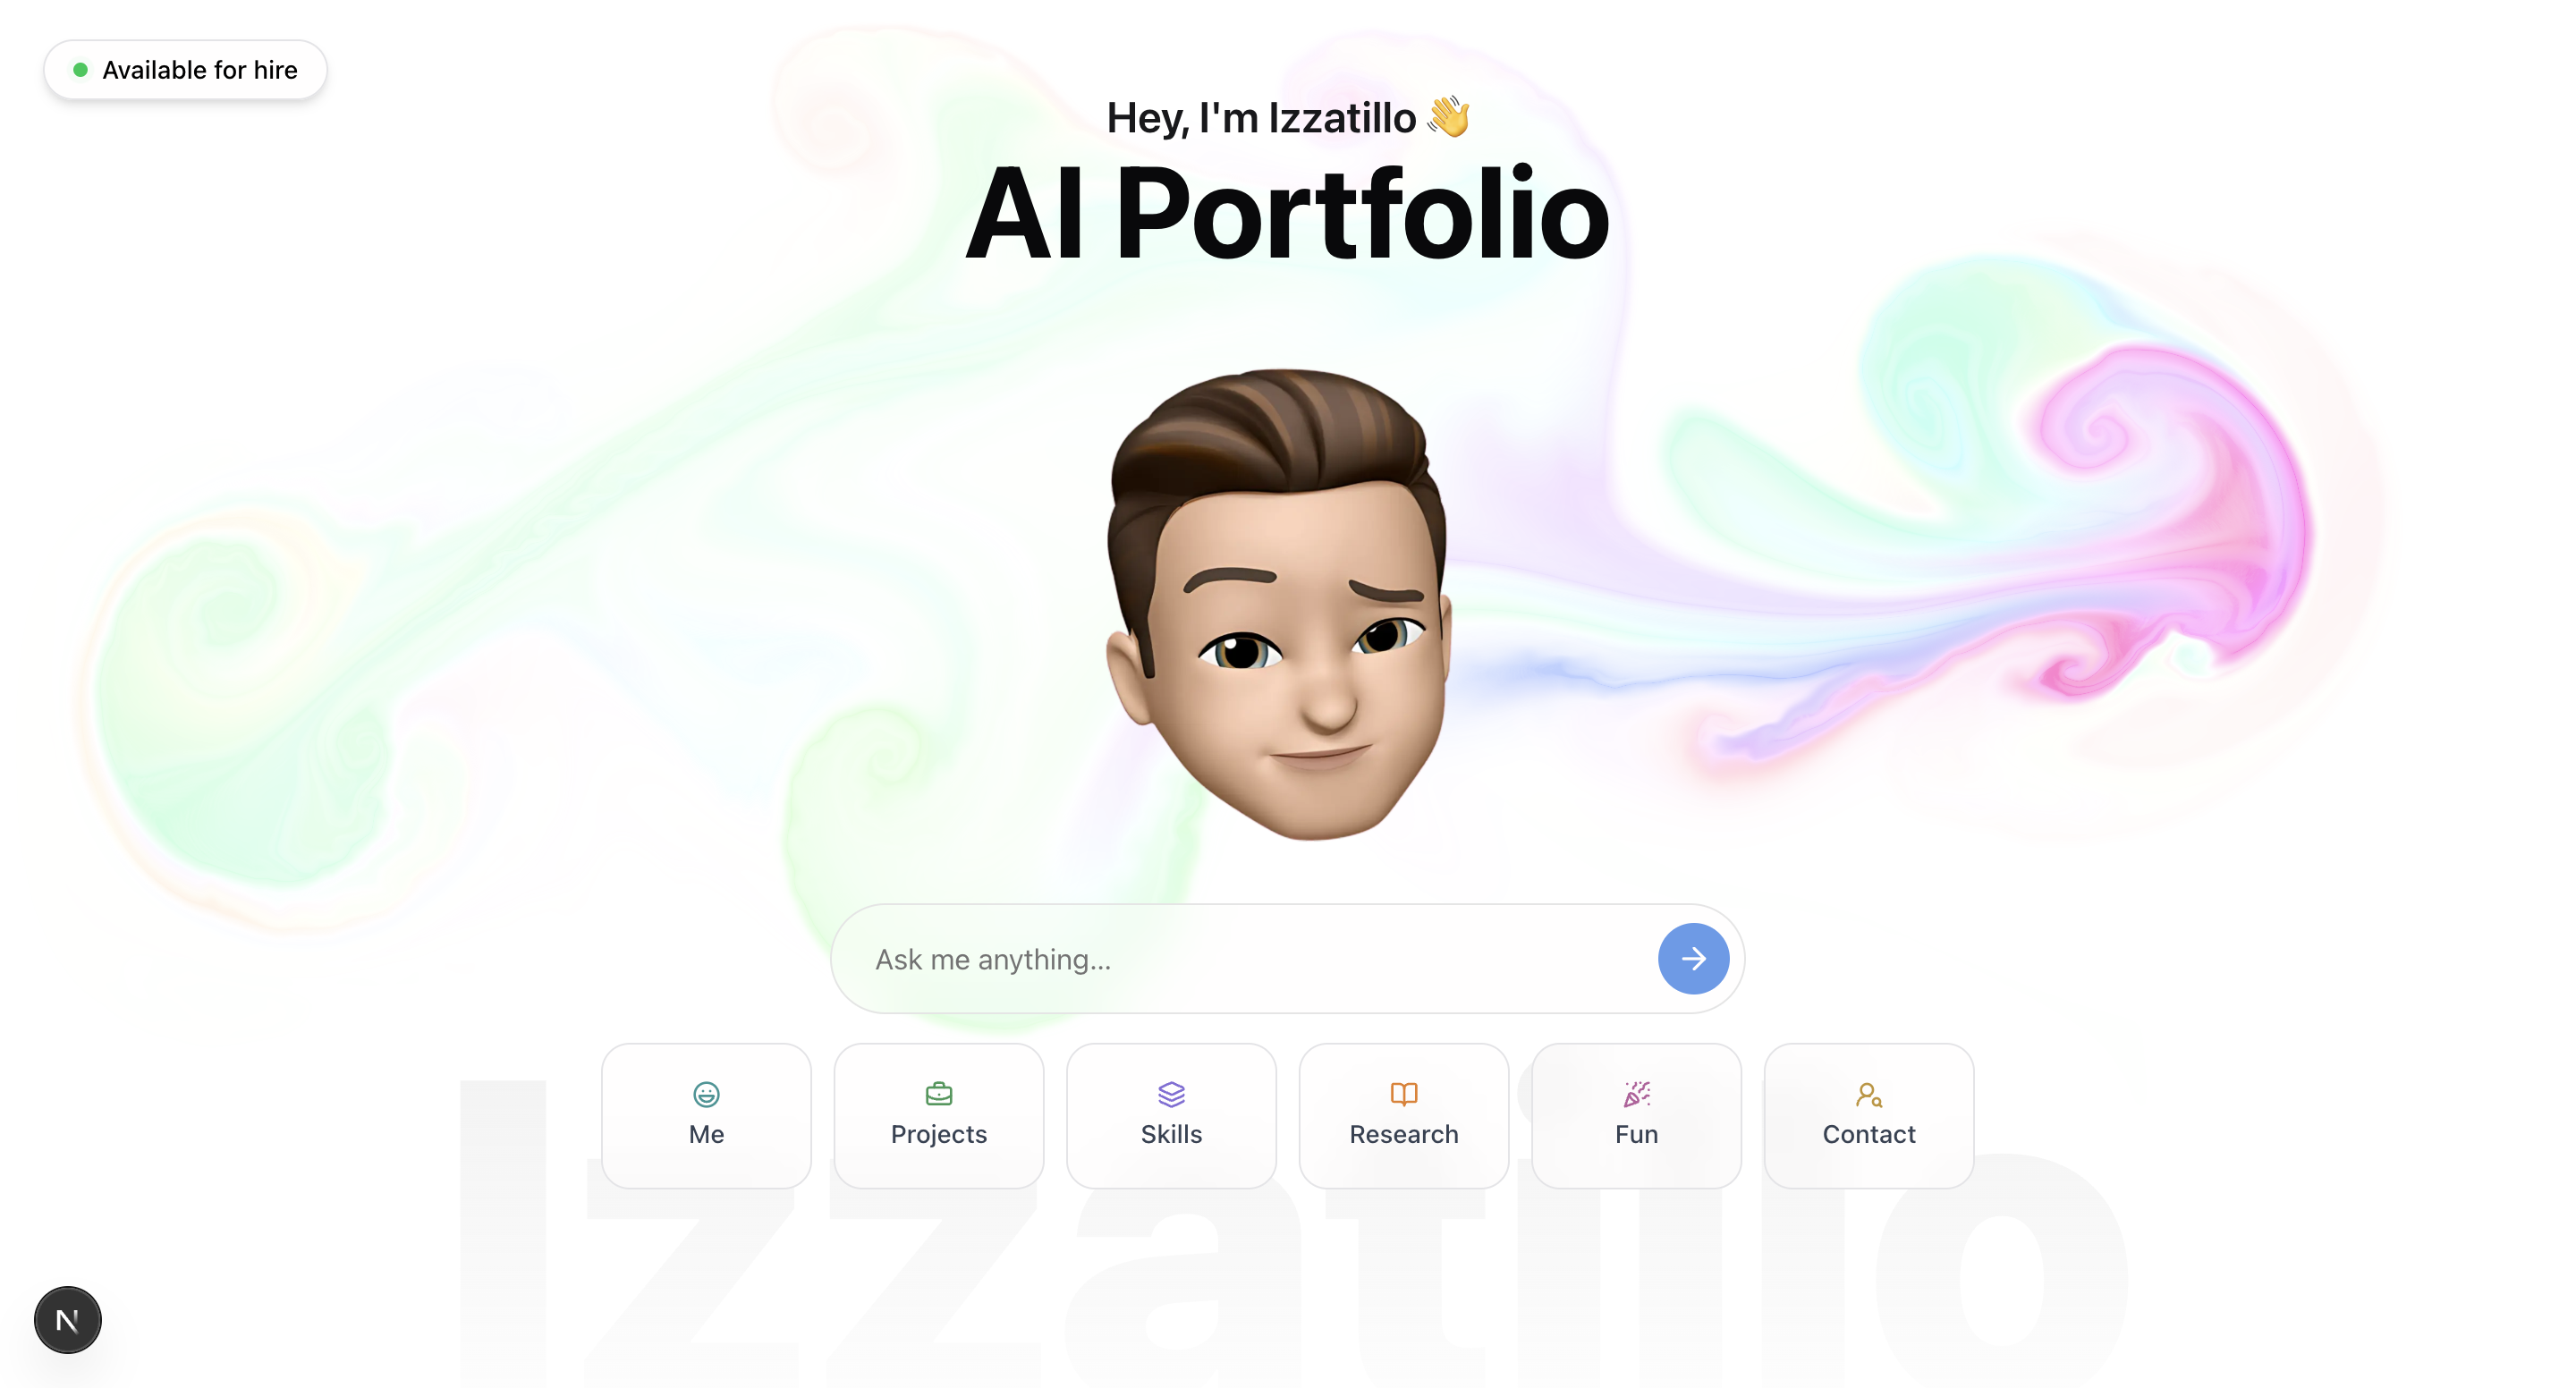 Available for hire
Hey, I'm Izzatillo 👋
AI Portfolio
Ask me anything...
Me
Projects
Skills
Research
Fun
Contact
Izzatillo
N